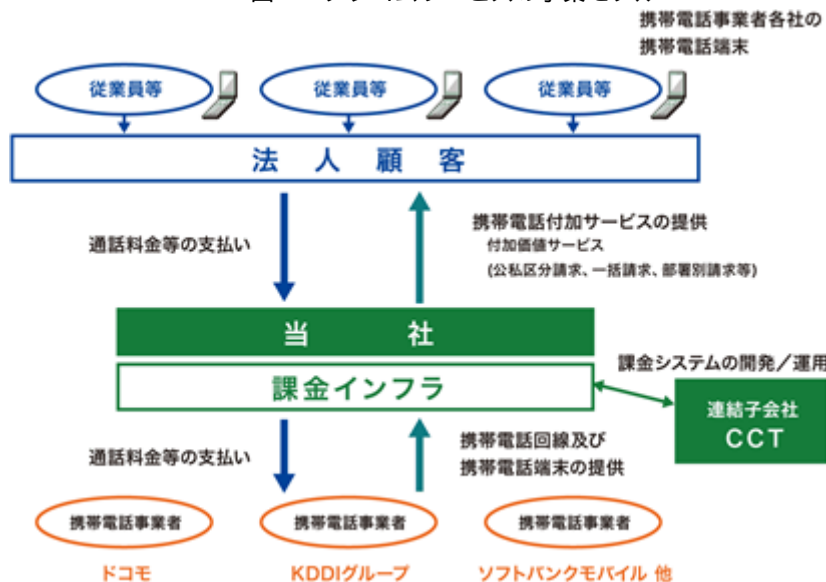 携帯電話事業者各社の
携帯電話端末
従業員等
従業員等
従業員等
法人顧客
通話料金等の支払い
携帯電話付加サービスの提供
付加価値サービス
(公私区分請求、一括請求、部署別請求等)
当社
課金インフラ
課金システムの開発／運用
連結子会社
CCT
通話料金等の支払い
携帯電話回線及び
携帯電話端末の提供
携帯電話事業者
携帯電話事業者
携帯電話事業者
ドコモ
KDDIグループ
ソフトバンクモバイル 他